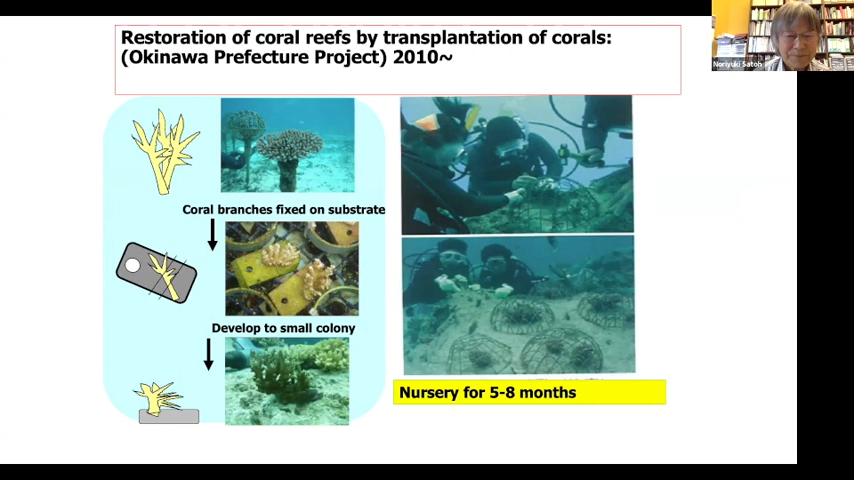 Restoration of coral reefs by transplantation of corals:
(Okinawa Prefecture Project) 2010~
Noriyuki Satoh
Coral branches fixed on substrate
Develop to small colony
Nursery for 5-8 months